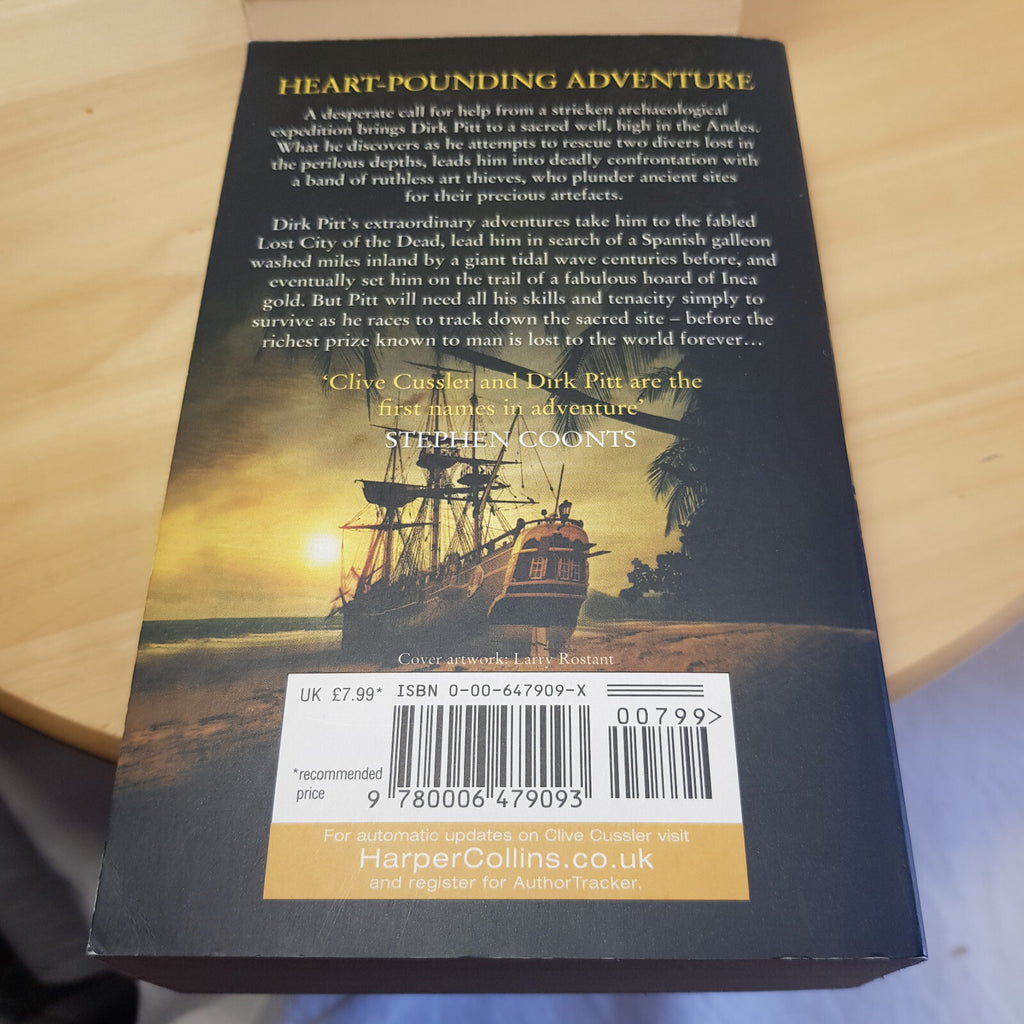 HEART-POUNDING ADVENTURE
A desperate call for help from a stricken archaeological
expedition brings Dirk Pitt to a sacred well, high in the Andes.
What he discovers as he attempts to rescue two divers lost in
the perilous depths, leads him into deadly confrontation with
a band of ruthless art thieves, who plunder ancient sites
for their precious artefacts.
Dirk Pitt's extraordinary adventures take him to the fabled
Lost City of the Dead, lead him in search of a Spanish galleon
washed miles inland by a giant tidal wave centuries before, and
eventually set him on the trail of a fabulous hoard of Inca
gold. But Pitt will need all his skills and tenacity simply to
survive as he races to track down the sacred site – before the
richest prize known to man is lost to the world forever…
'Clive Cussler and Dirk Pitt are the
first names in adventure'
STEPHEN COONTS
Cover artwork: Larry Rostant
UK £7.99* ISBN 0-00-647909-X
00799>
*recommended
price
9 780006 479093
For automatic updates on Clive Cussler visit
HarperCollins.co.uk
and register for AuthorTracker.